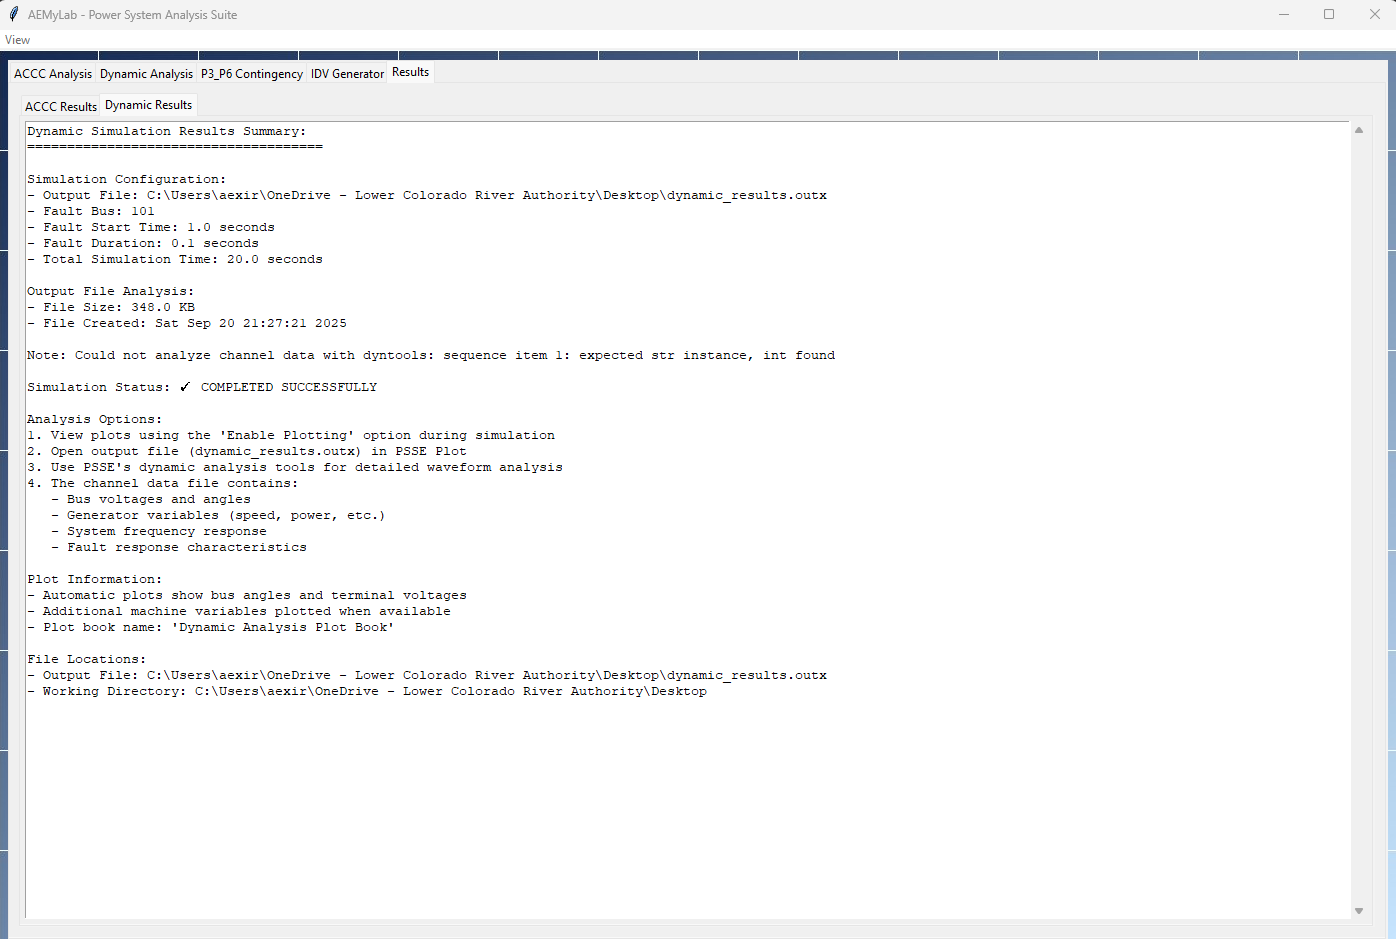 AEMyLab - Power System Analysis Suite
View
ACCC Analysis Dynamic Analysis P3_P6 Contingency IDV Generator Results
ACCC Results Dynamic Results
Dynamic Simulation Results Summary:
=====================================
Simulation Configuration:
- Output File: C:\Users\aexir\OneDrive - Lower Colorado River Authority\Desktop\dynamic_results.outx
- Fault Bus: 101
- Fault Start Time: 1.0 seconds
- Fault Duration: 0.1 seconds
- Total Simulation Time: 20.0 seconds
Output File Analysis:
- File Size: 348.0 KB
- File Created: Sat Sep 20 21:27:21 2025
Note: Could not analyze channel data with dyntools: sequence item 1: expected str instance, int found
Simulation Status: ✓ COMPLETED SUCCESSFULLY
Analysis Options:
1. View plots using the 'Enable Plotting' option during simulation
2. Open output file (dynamic_results.outx) in PSSE Plot
3. Use PSSE's dynamic analysis tools for detailed waveform analysis
4. The channel data file contains:
- Bus voltages and angles
- Generator variables (speed, power, etc.)
- System frequency response
- Fault response characteristics
Plot Information:
- Automatic plots show bus angles and terminal voltages
- Additional machine variables plotted when available
- Plot book name: 'Dynamic Analysis Plot Book'
File Locations:
- Output File: C:\Users\aexir\OneDrive - Lower Colorado River Authority\Desktop\dynamic_results.outx
- Working Directory: C:\Users\aexir\OneDrive - Lower Colorado River Authority\Desktop